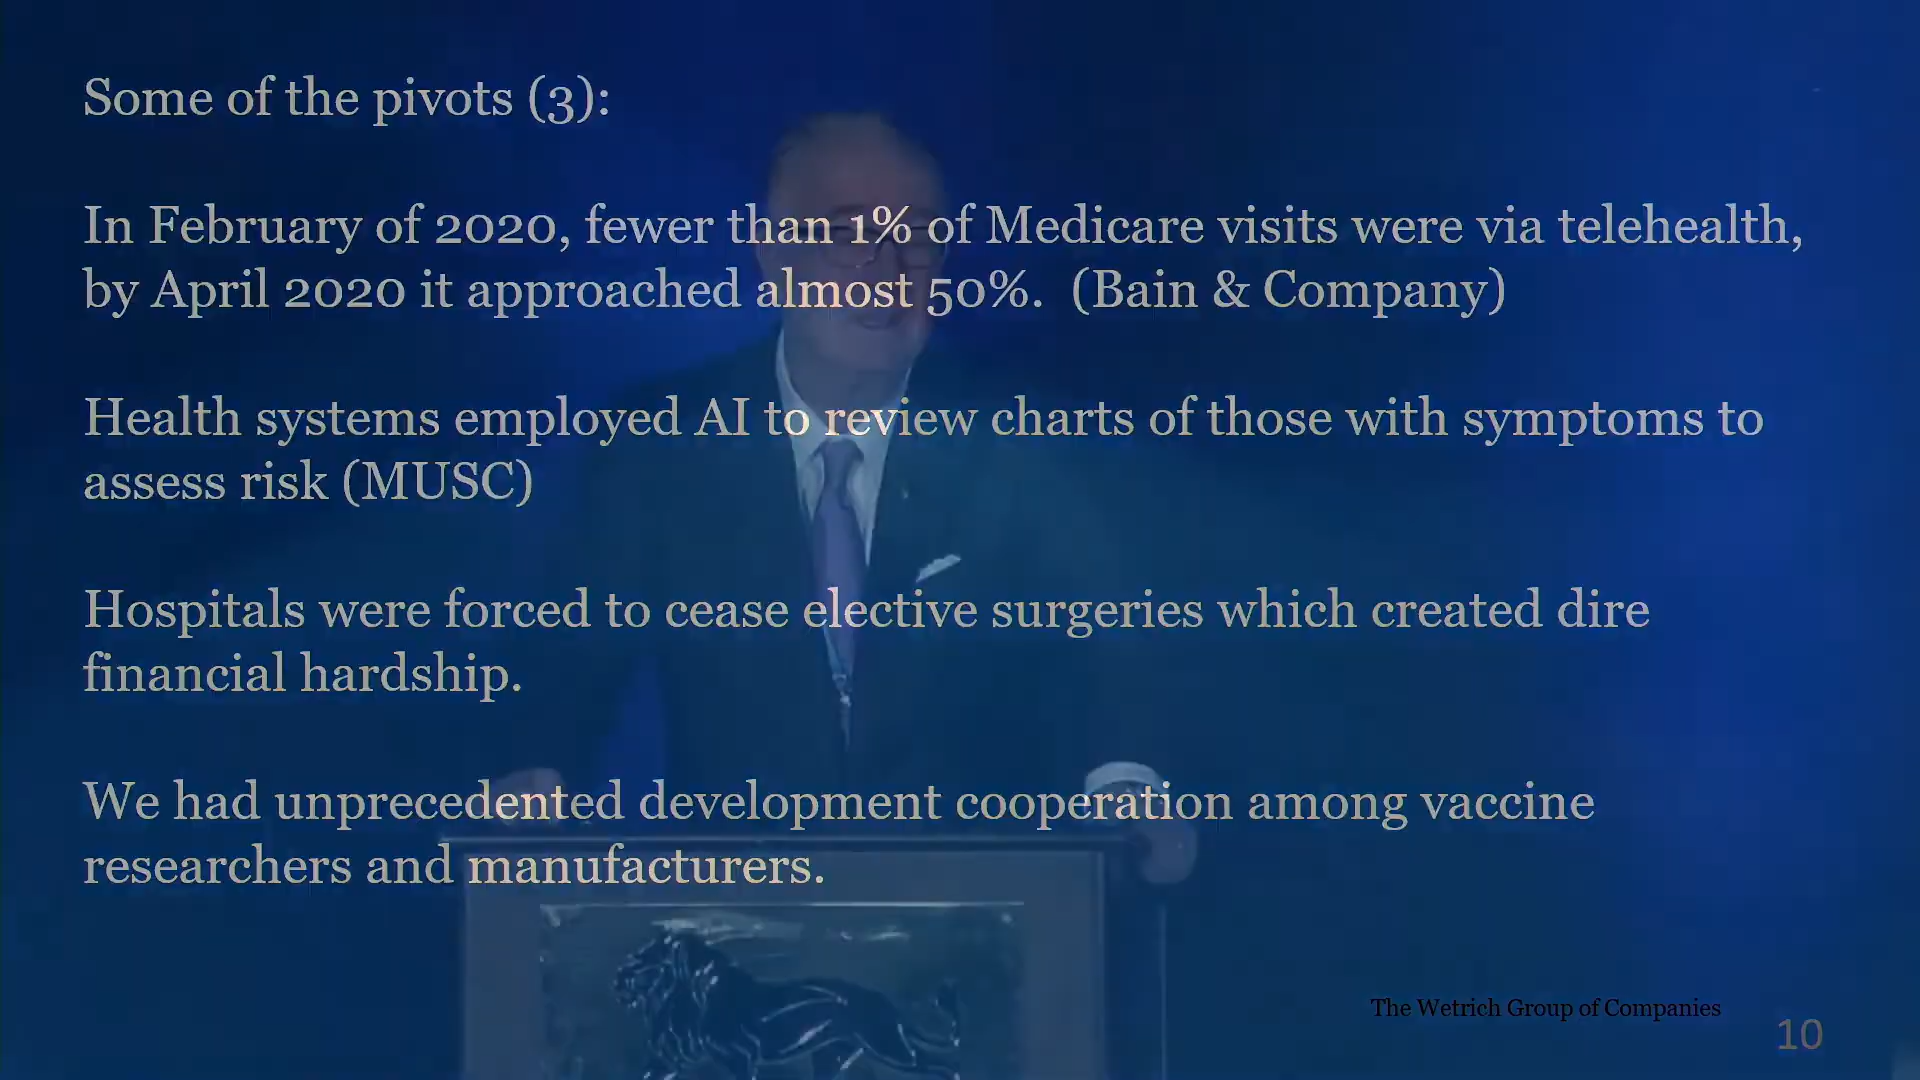 Some of the pivots (3):
In February of 2020, fewer than 1% of Medicare visits were via telehealth,
by April 2020 it approached almost 50%. (Bain & Company)
Health systems employed AI to review charts of those with symptoms to
assess risk (MUSC)
Hospitals were forced to cease elective surgeries which created dire
financial hardship.
We had unprecedented development cooperation among vaccine
researchers and manufacturers.
The Wetrich Group of Companies
10